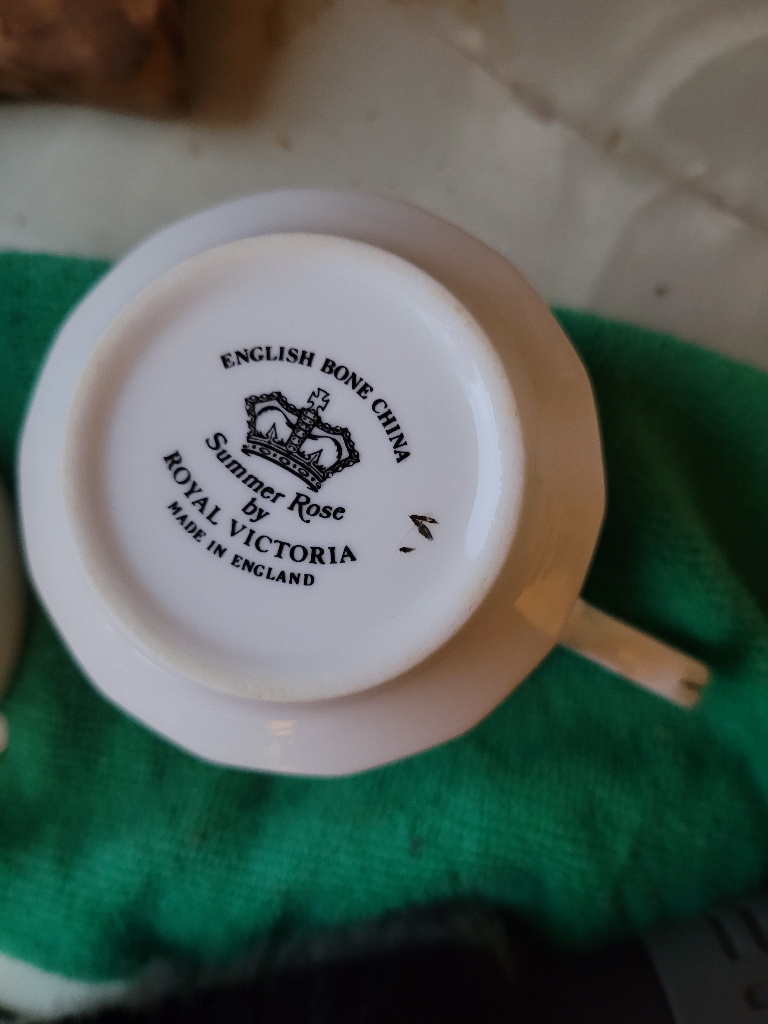 ENGLISH BONE CHINA
Summer Rose
by
ROYAL VICTORIA
MADE IN ENGLAND